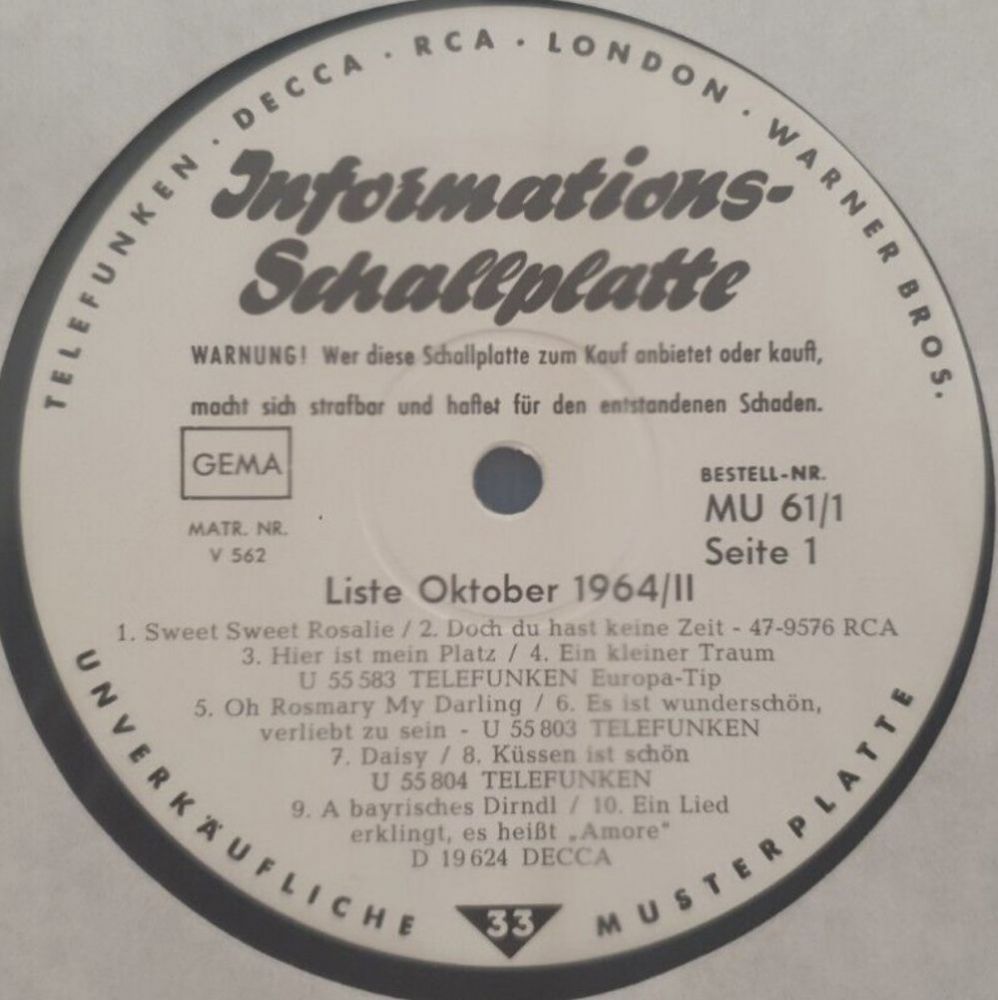 TELEFUNKEN · DECCA · RCA · LONDON · WARNER BROS.
Informations-
Schallplatte
WARNUNG! Wer diese Schallplatte zum Kauf anbietet oder kauft,
macht sich strafbar und haftet für den entstandenen Schaden.
GEMA
MATR. NR.
V 562
BESTELL-NR.
MU 61/1
Seite 1
Liste Oktober 1964/II
1. Sweet Sweet Rosalie / 2. Doch du hast keine Zeit - 47-9576 RCA
3. Hier ist mein Platz / 4. Ein kleiner Traum
U 55 583 TELEFUNKEN Europa-Tip
5. Oh Rosmary My Darling / 6. Es ist wunderschön,
verliebt zu sein - U 55 803 TELEFUNKEN
7. Daisy / 8. Küssen ist schön
U 55 804 TELEFUNKEN
9. A bayrisches Dirndl / 10. Ein Lied
erklingt, es heißt „Amore"
D 19 624 DECCA
UNVERKÄUFLICHE 33 MUSTERPLATTE